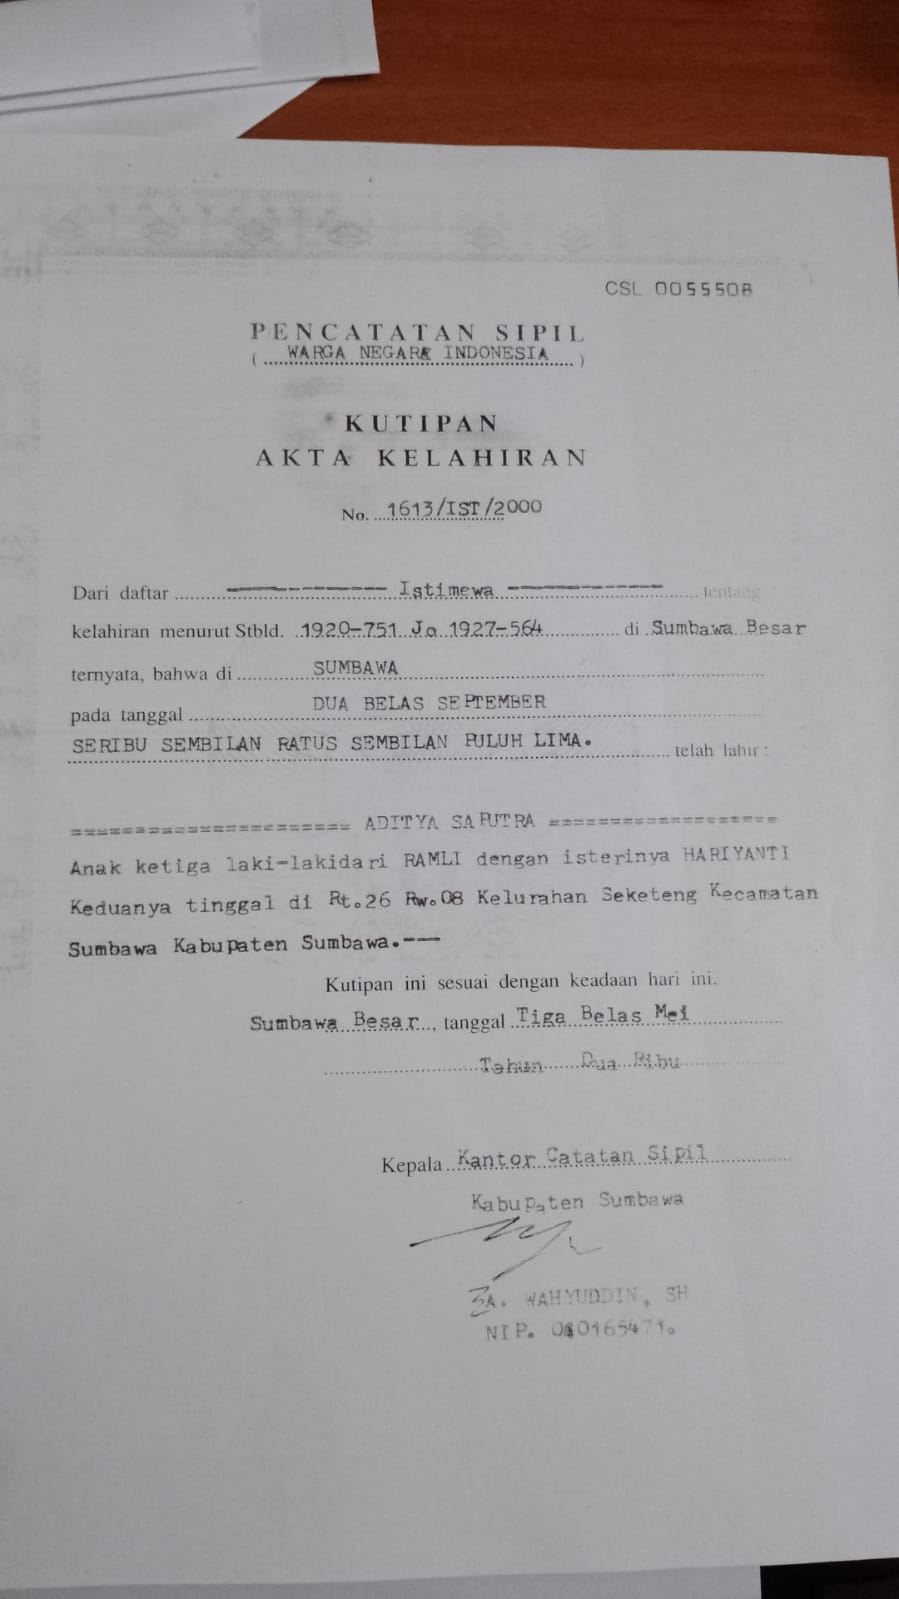 CSL 0055508
PENCATATAN SIPIL
( WARGA NEGARA INDONESIA )
KUTIPAN
AKTA KELAHIRAN
No. 1613/IST/2000
Dari daftar Istimewa tentang
kelahiran menurut Stbld. 1920-751 Jo 1927-564 di Sumbawa Besar
ternyata, bahwa di SUMBAWA
pada tanggal DUA BELAS SEPTEMBER
SERIBU SEMBILAN RATUS SEMBILAN PULUH LIMA. telah lahir :
====================== ADITYA SAPUTRA ==================
Anak ketiga laki-lakidari RAMLI dengan isterinya HARIYANTI
Keduanya tinggal di Rt.26 Rw.08 Kelurahan Seketeng Kecamatan
Sumbawa Kabupaten Sumbawa.---
Kutipan ini sesuai dengan keadaan hari ini.
Sumbawa Besar, tanggal Tiga Belas Mei
Tahun Dua Ribu
Kepala Kantor Catatan Sipil
Kabupaten Sumbawa
WAHYUDDIN, SH
NIP.